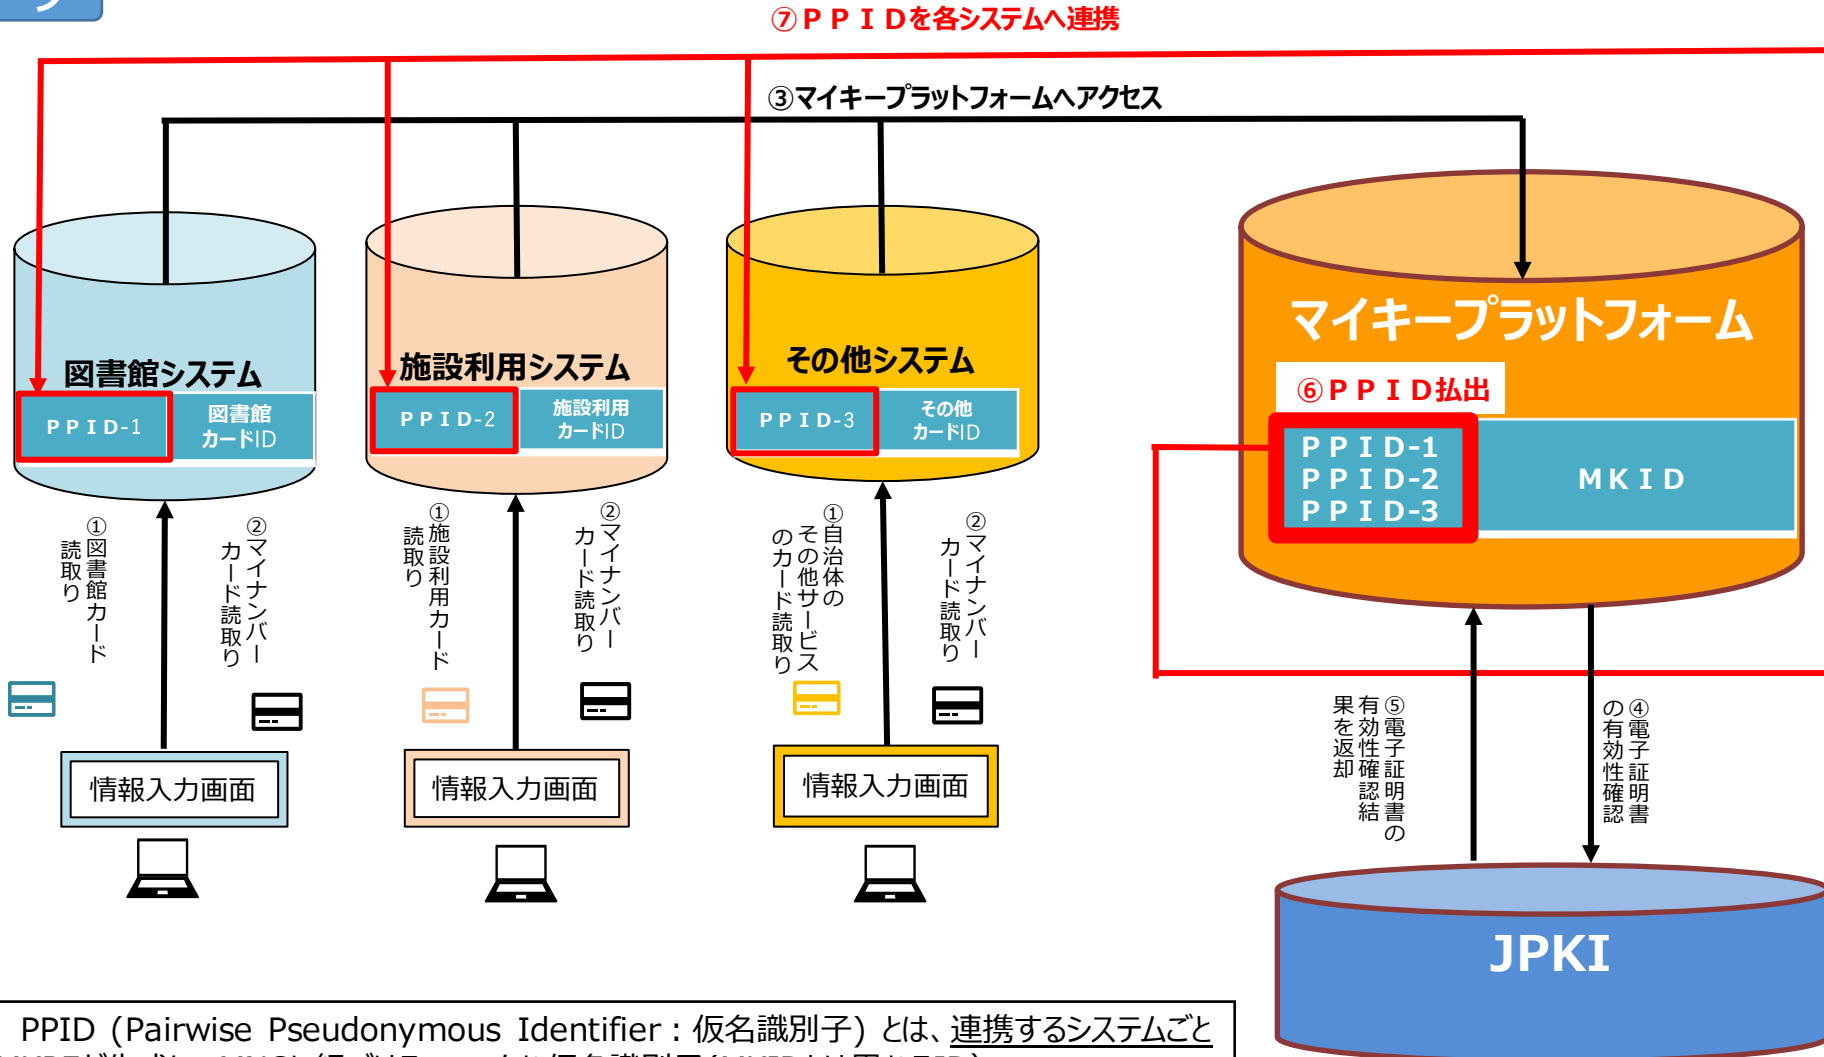 ⑦ＰＰＩＤを各システムへ連携
③マイキープラットフォームへアクセス
図書館システム
ＰＰＩＤ-1
図書館
カードID
施設利用システム
ＰＰＩＤ-2
施設利用
カードID
その他システム
ＰＰＩＤ-3
その他
カードID
マイキープラットフォーム
⑥ＰＰＩＤ払出
ＰＰＩＤ-1
ＰＰＩＤ-2
ＰＰＩＤ-3
ＭＫＩＤ
①図書館カード
読取り
②マイナンバー
カード読取り
①施設利用カード
読取り
②マイナンバー
カード読取り
①自治体の
その他サービス
のカード読取り
②マイナンバー
カード読取り
⑤電子証明書の
有効性確認結
果を返却
④電子証明書
の有効性確認
情報入力画面
情報入力画面
情報入力画面
JPKI
PPID (Pairwise Pseudonymous Identifier：仮名識別子) とは、連携するシステムごと